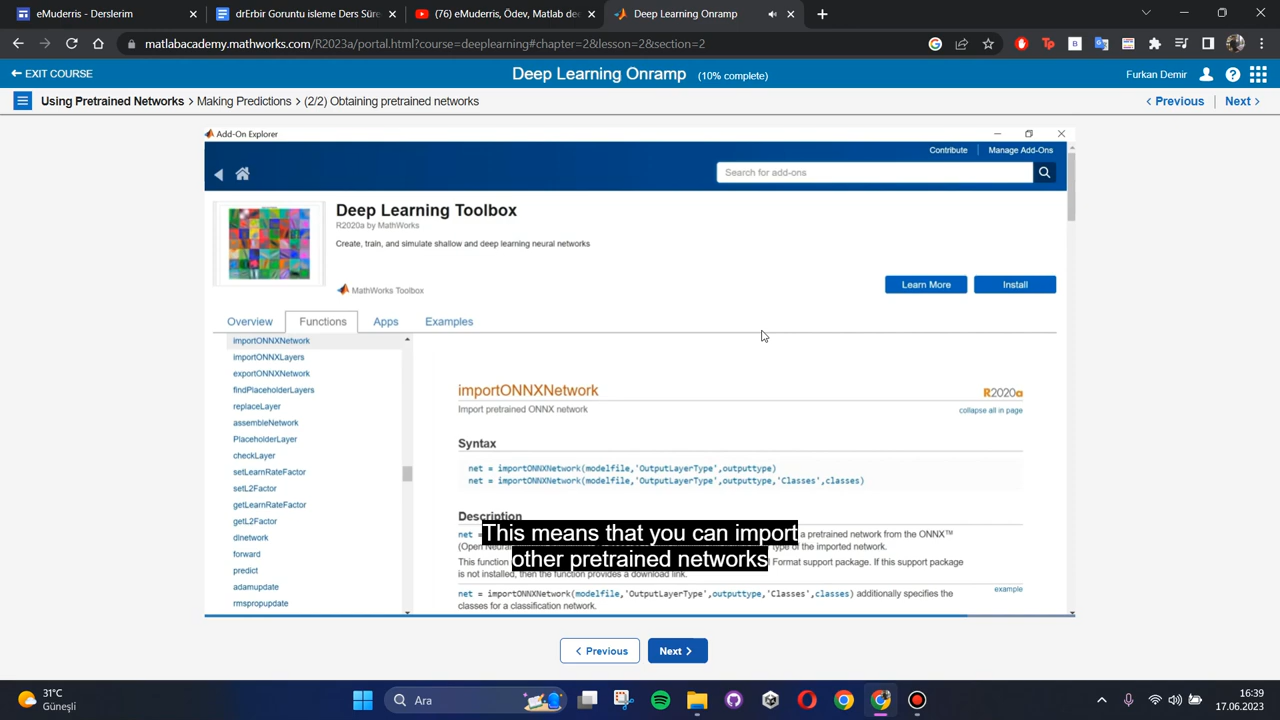 eMuderris - Derslerim
drErbir Goruntu isleme Ders Süre
(76) eMuderris, Ödev, Matlab dec
Deep Learning Onramp
matlabacademy.mathworks.com/R2023a/portal.html?course=deeplearning#chapter=2&lesson=2&section=2
EXIT COURSE
Deep Learning Onramp (10% complete)
Furkan Demir
Using Pretrained Networks > Making Predictions > (2/2) Obtaining pretrained networks
Previous
Next
Add-On Explorer
Contribute
Manage Add-Ons
Search for add-ons
Deep Learning Toolbox
R2020a by MathWorks
Create, train, and simulate shallow and deep learning neural networks
MathWorks Toolbox
Learn More
Install
Overview
Functions
Apps
Examples
importONNXNetwork
importONNXLayers
exportONNXNetwork
findPlaceholderLayers
replaceLayer
assembleNetwork
PlaceholderLayer
checkLayer
setLearnRateFactor
setL2Factor
getLearnRateFactor
getL2Factor
dlnetwork
forward
predict
adamupdate
rmspropupdate
importONNXNetwork
R2020a
Import pretrained ONNX network
collapse all in page
Syntax
net = importONNXNetwork(modelfile,'OutputLayerType',outputtype)
net = importONNXNetwork(modelfile,'OutputLayerType',outputtype,'Classes',classes)
Description
net = a pretrained network from the ONNX™
(Open type of the imported network.
This function Format support package. If this support package
is not installed, then the function provides a download link.
net = importONNXNetwork(modelfile,'OutputLayerType',outputtype,'Classes',classes) additionally specifies the
classes for a classification network.
example
This means that you can import
other pretrained networks
Previous
Next
31°C
Güneşli
Ara
16:39
17.06.2023